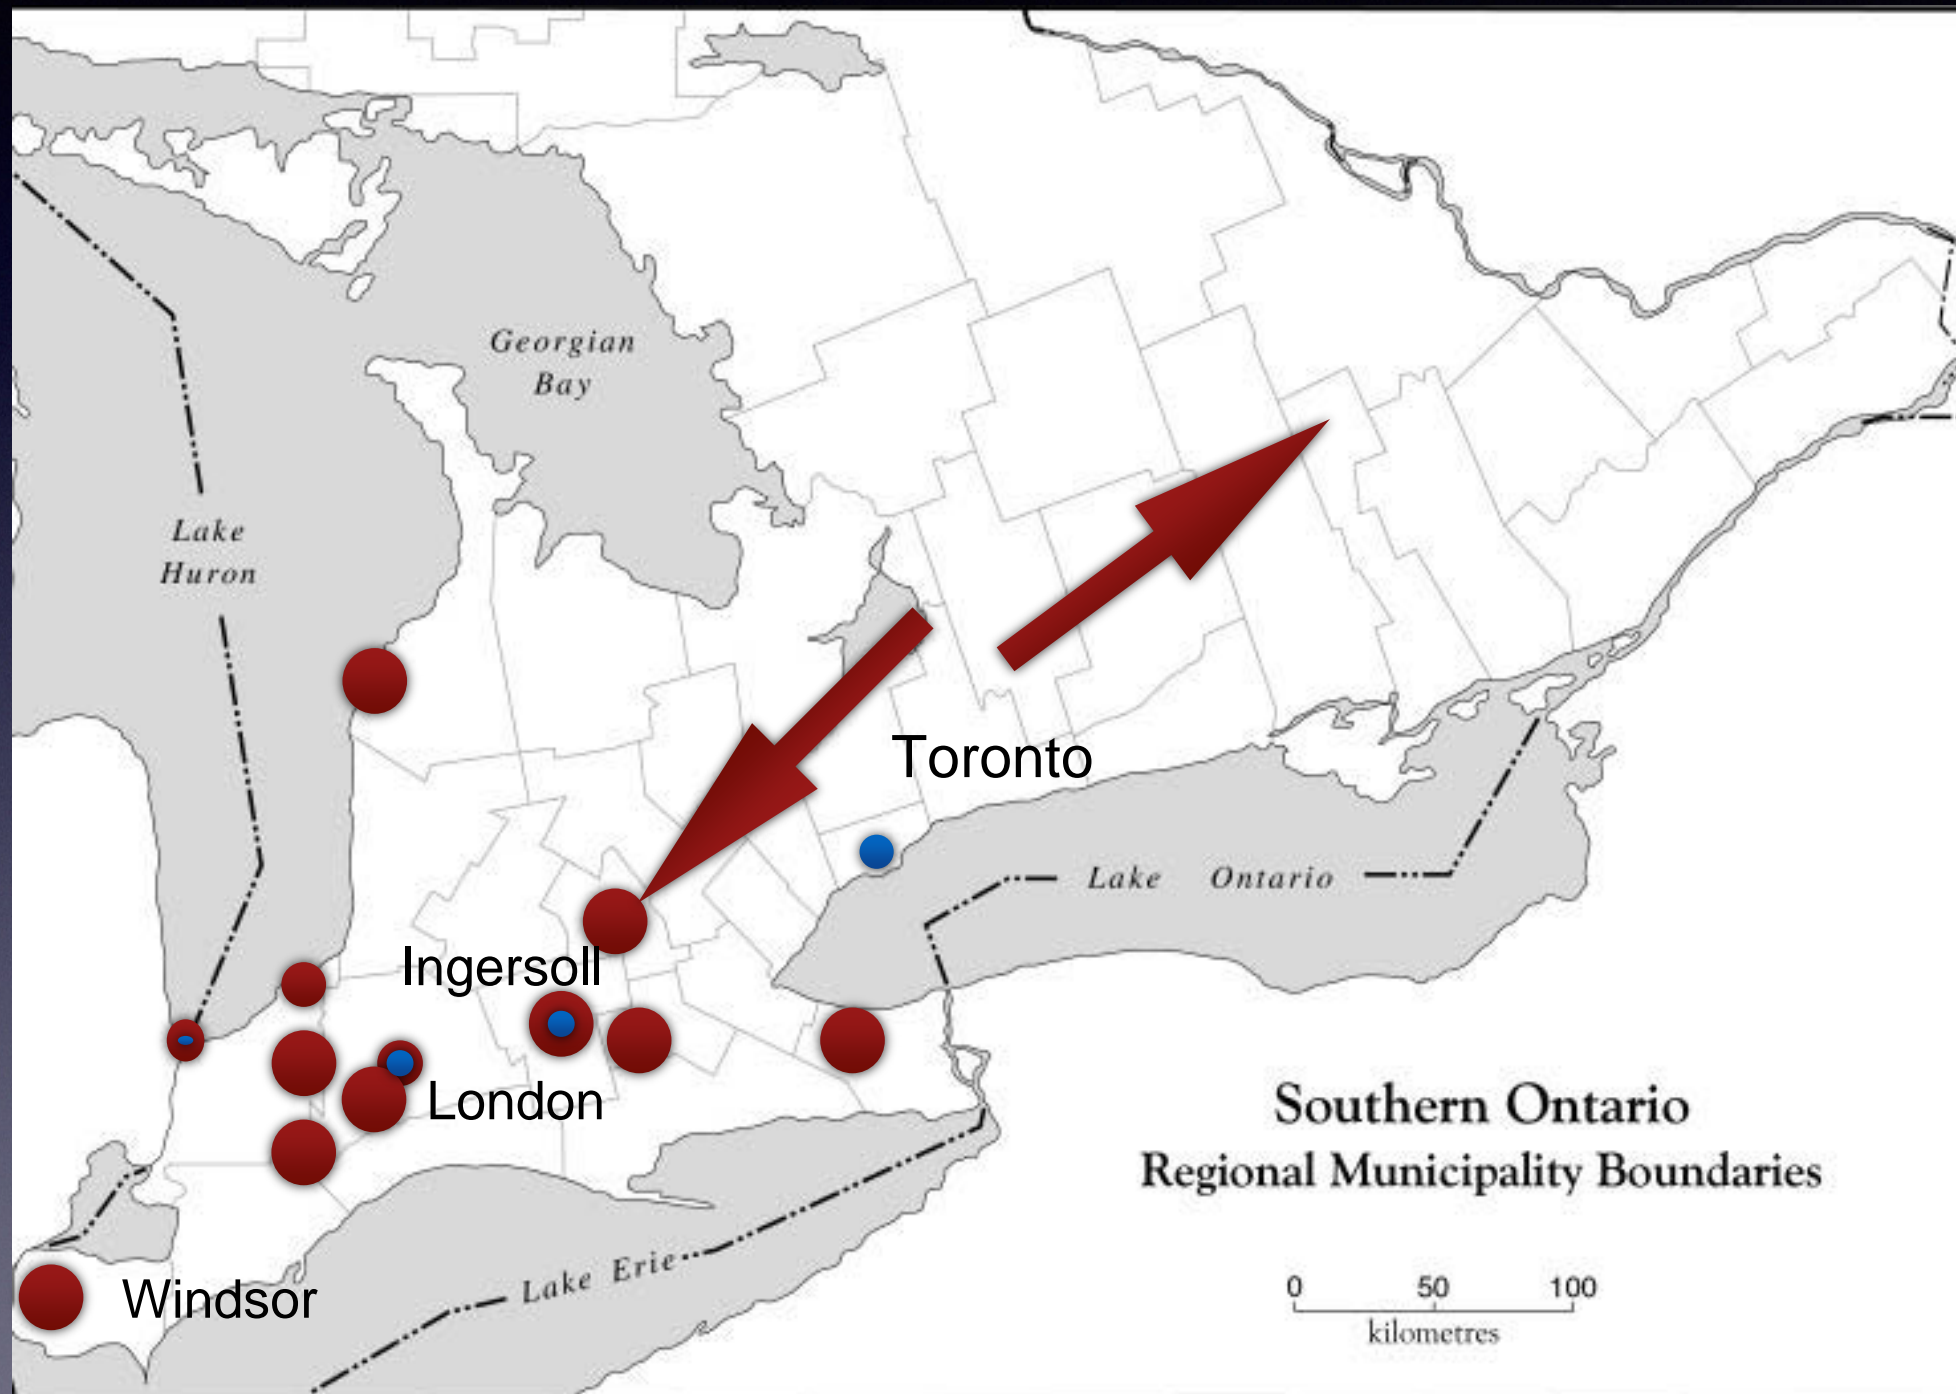 Georgian
Bay
Lake
Huron
Toronto
Lake Ontario
Ingersoll
London
Southern Ontario
Regional Municipality Boundaries
Lake Erie
Windsor
0 50 100
kilometres